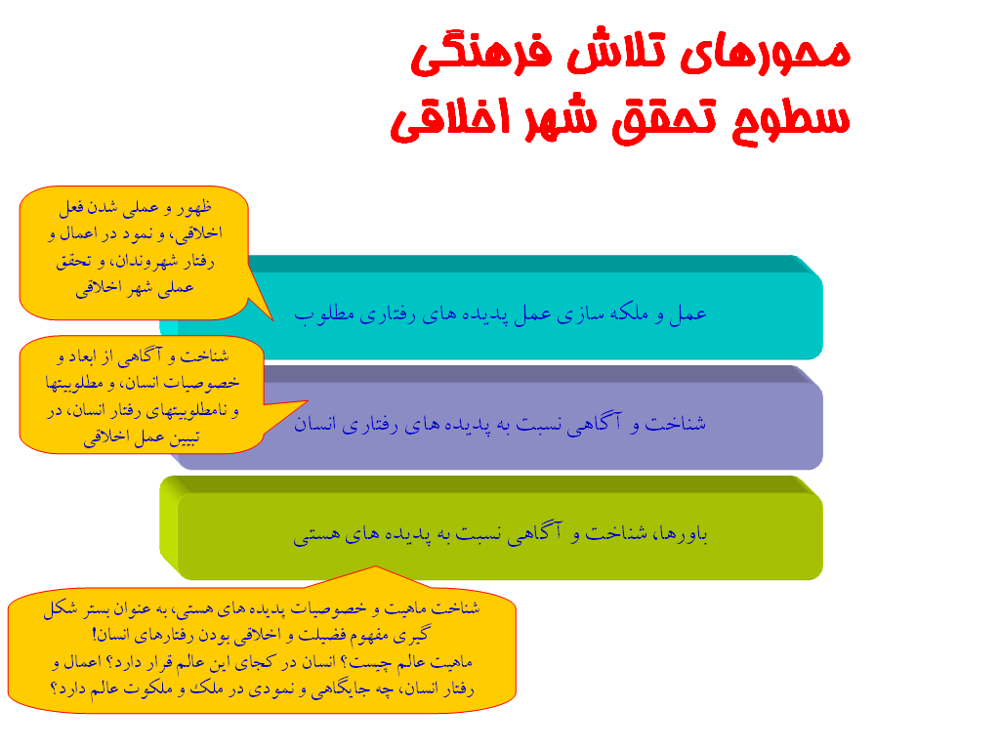 محورهای تلاش فرهنگی
سطوح تحقق شهر اخلاقی
ظهور و عملی شدن فعل
اخلاقی، و نمود در اعمال و
رفتار شهروندان، و تحقق
عملی شهر اخلاقی
عمل و ملکه سازی عمل پدیده های رفتاری مطلوب
شناخت و آگاهی از ابعاد و
خصوصیات انسان، و مطلوبیتها
و نامطلوبیتهای رفتار انسان، در
تبیین عمل اخلاقی
شناخت و آگاهی نسبت به پدیده های رفتاری انسان
باورها، شناخت و آگاهی نسبت به پدیده های هستی
شناخت ماهیت و خصوصیات پدیده های هستی، به عنوان بستر شکل
گیری مفهوم فضیلت و اخلاقی بودن رفتارهای انسان!
ماهیت عالم چیست؟ انسان در کجای این عالم قرار دارد؟ اعمال و
رفتار انسان، چه جایگاهی و نمودی در ملک و ملکوت عالم دارد؟